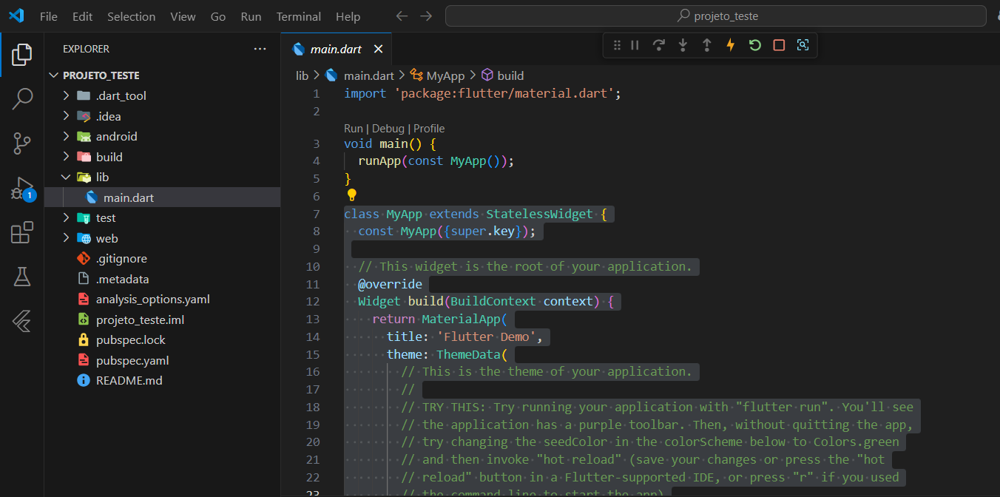 File Edit Selection View Go Run Terminal Help
projeto_teste
EXPLORER
PROJETO_TESTE
.dart_tool
.idea
android
build
lib
main.dart
test
web
.gitignore
.metadata
analysis_options.yaml
projeto_teste.iml
pubspec.lock
pubspec.yaml
README.md
1
main.dart
lib > main.dart > MyApp > build
1 import 'package:flutter/material.dart';
2
Run | Debug | Profile
3 void main() {
4 runApp(const MyApp());
5 }
6
7 class MyApp extends StatelessWidget {
8 const MyApp({super.key});
9
10 // This widget is the root of your application.
11 @override
12 Widget build(BuildContext context) {
13 return MaterialApp(
14 title: 'Flutter Demo',
15 theme: ThemeData(
16 // This is the theme of your application.
17 //
18 // TRY THIS: Try running your application with "flutter run". You'll see
19 // the application has a purple toolbar. Then, without quitting the app,
20 // try changing the seedColor in the colorScheme below to Colors.green
21 // and then invoke "hot reload" (save your changes or press the "hot
22 // reload" button in a Flutter-supported IDE, or press "r" if you used
23 // the command line to start the app)